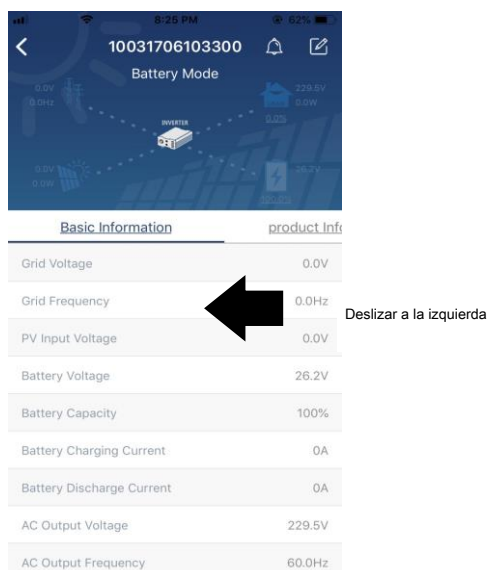 8:25 PM
62%
10031706103300
Battery Mode
0.0V
0.0Hz
229.5V
0.0W
0.0%
INVERTER
0.0V
0.0W
26.2V
100.0%
Basic Information
product Info
Grid Voltage 0.0V
Grid Frequency 0.0Hz
Deslizar a la izquierda
PV Input Voltage 0.0V
Battery Voltage 26.2V
Battery Capacity 100%
Battery Charging Current 0A
Battery Discharge Current 0A
AC Output Voltage 229.5V
AC Output Frequency 60.0Hz